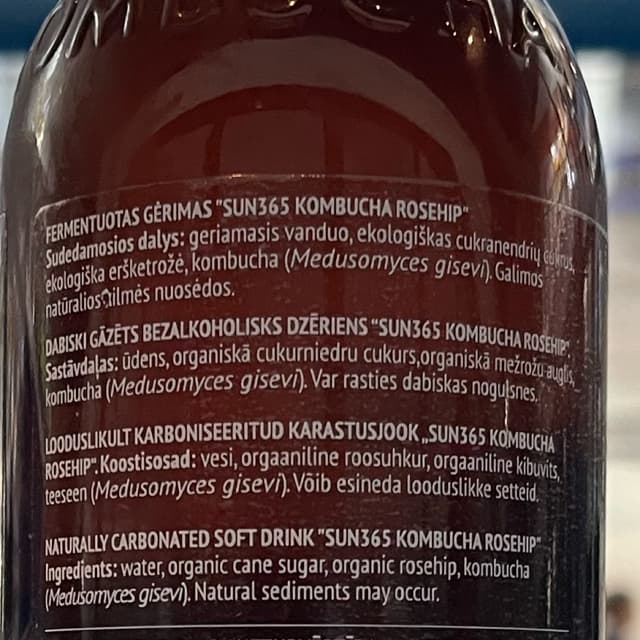 FERMENTUOTAS GĖRIMAS "SUN365 KOMBUCHA ROSEHIP"
Sudedamosios dalys: geriamasis vanduo, ekologiškas cukranendrių cukrus,
ekologiška erškėtrožė, kombucha (Medusomyces gisevi). Galimos
natūralios kilmės nuosėdos.
DABISKI GĀZĒTS BEZALKOHOLISKS DZĒRIENS "SUN365 KOMBUCHA ROSEHIP"
Sastāvdaļas: ūdens, organiskā cukurniedru cukurs,organiskā mežrožu auglis,
kombucha (Medusomyces gisevi). Var rasties dabiskas nogulsnes.
LOODUSLIKULT KARBONISEERITUD KARASTUSJOOK „SUN365 KOMBUCHA
ROSEHIP". Koostisosad: vesi, orgaaniline roosuhkur, orgaaniline kibuvits,
teeseen (Medusomyces gisevi). Võib esineda looduslikke setteid.
NATURALLY CARBONATED SOFT DRINK "SUN365 KOMBUCHA ROSEHIP"
Ingredients: water, organic cane sugar, organic rosehip, kombucha
(Medusomyces gisevi). Natural sediments may occur.